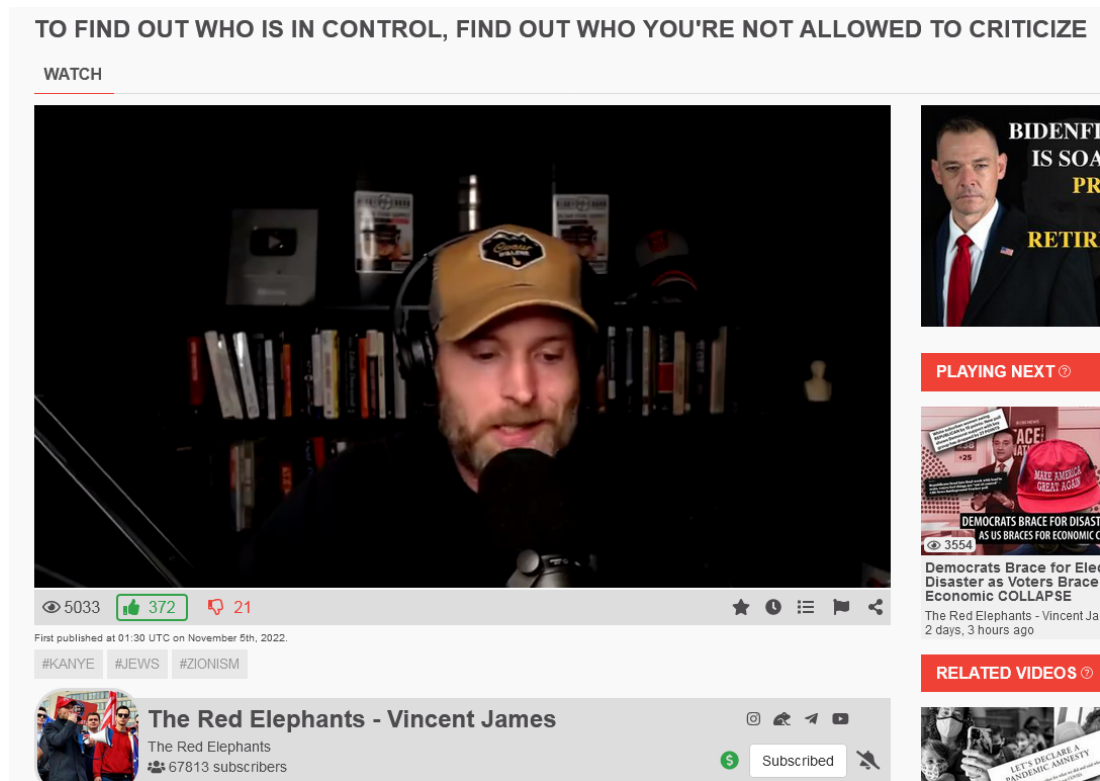 TO FIND OUT WHO IS IN CONTROL, FIND OUT WHO YOU'RE NOT ALLOWED TO CRITICIZE
WATCH
BIDENFI
IS SOA
PR
RETIR
PLAYING NEXT
MAKE AMERICA
GREAT AGAIN
DEMOCRATS BRACE FOR DISAST
AS US BRACES FOR ECONOMIC C
3554
Democrats Brace for Elec
Disaster as Voters Brace
Economic COLLAPSE
The Red Elephants - Vincent Ja
2 days, 3 hours ago
5033 372 21
First published at 01:30 UTC on November 5th, 2022.
#KANYE #JEWS #ZIONISM
RELATED VIDEOS
The Red Elephants - Vincent James
The Red Elephants
67813 subscribers
Subscribed
LET'S DECLARE A
PANDEMIC AMNESTY